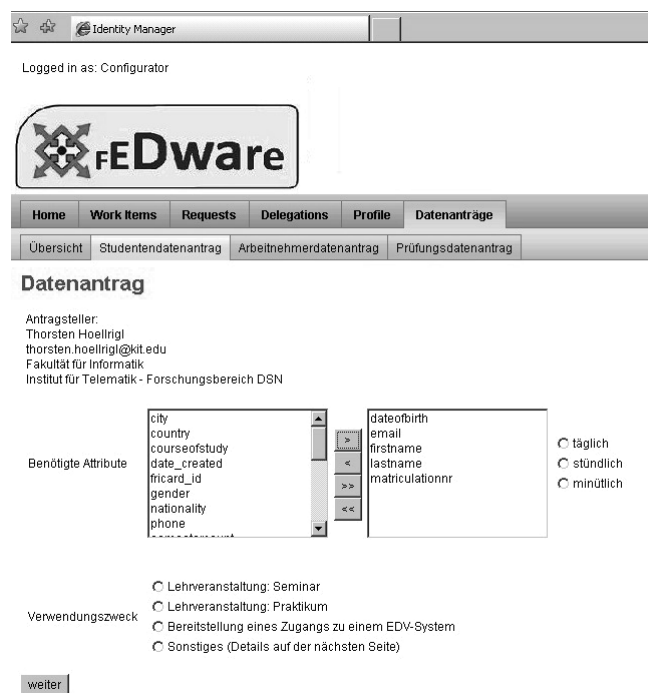 Identity Manager
Logged in as: Configurator
FEDware
Home Work Items Requests Delegations Profile Datenanträge
Übersicht Studentendatenantrag Arbeitnehmerdatenantrag Prüfungsdatenantrag
Datenantrag
Antragsteller:
Thorsten Hoellrigl
thorsten.hoellrigl@kit.edu
Fakultät für Informatik
Institut für Telematik - Forschungsbereich DSN
Benötigte Attribute
city
country
courseofstudy
date_created
fricard_id
gender
nationality
phone
>
<
>>
<<
dateofbirth
email
firstname
lastname
matriculationnr
täglich
stündlich
minütlich
Verwendungszweck
Lehrveranstaltung: Seminar
Lehrveranstaltung: Praktikum
Bereitstellung eines Zugangs zu einem EDV-System
Sonstiges (Details auf der nächsten Seite)
weiter